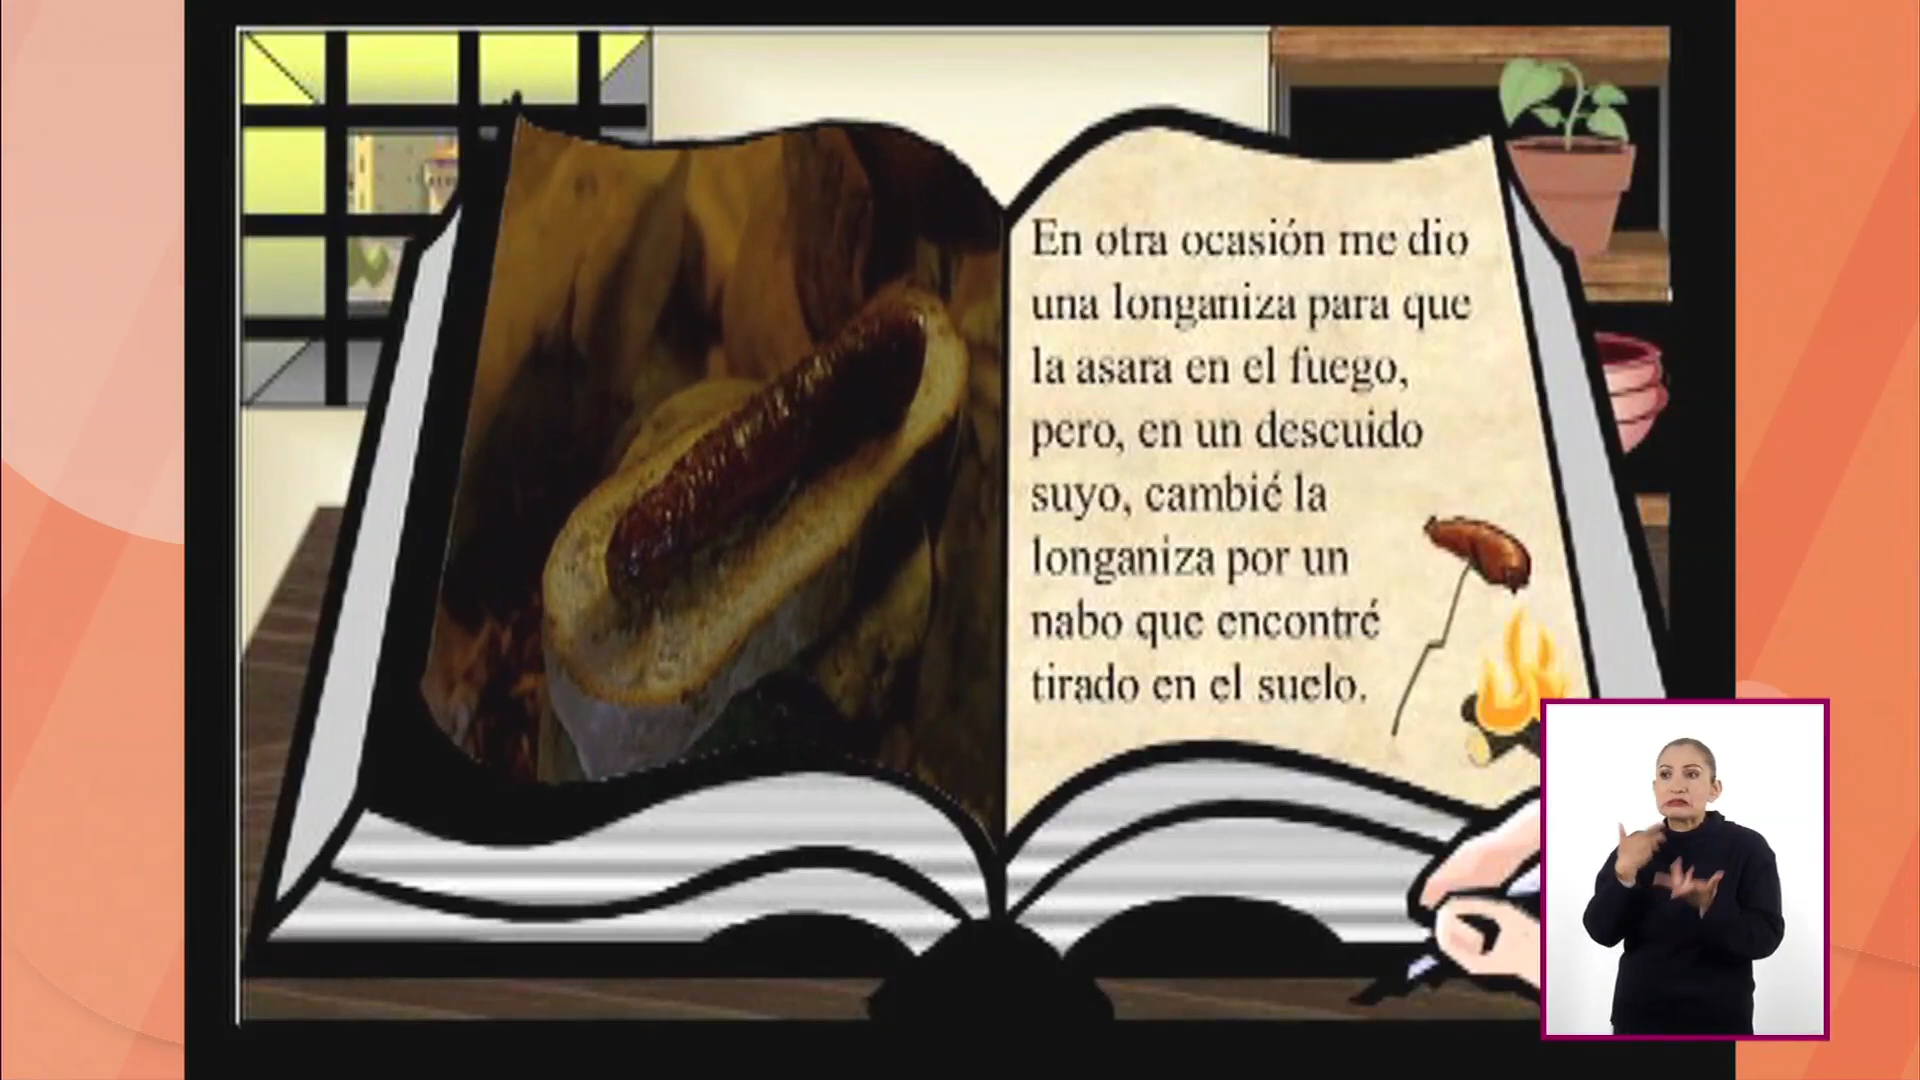 En otra ocasión me dio
una longaniza para que
la asara en el fuego,
pero, en un descuido
suyo, cambié la
longaniza por un
nabo que encontré
tirado en el suelo.